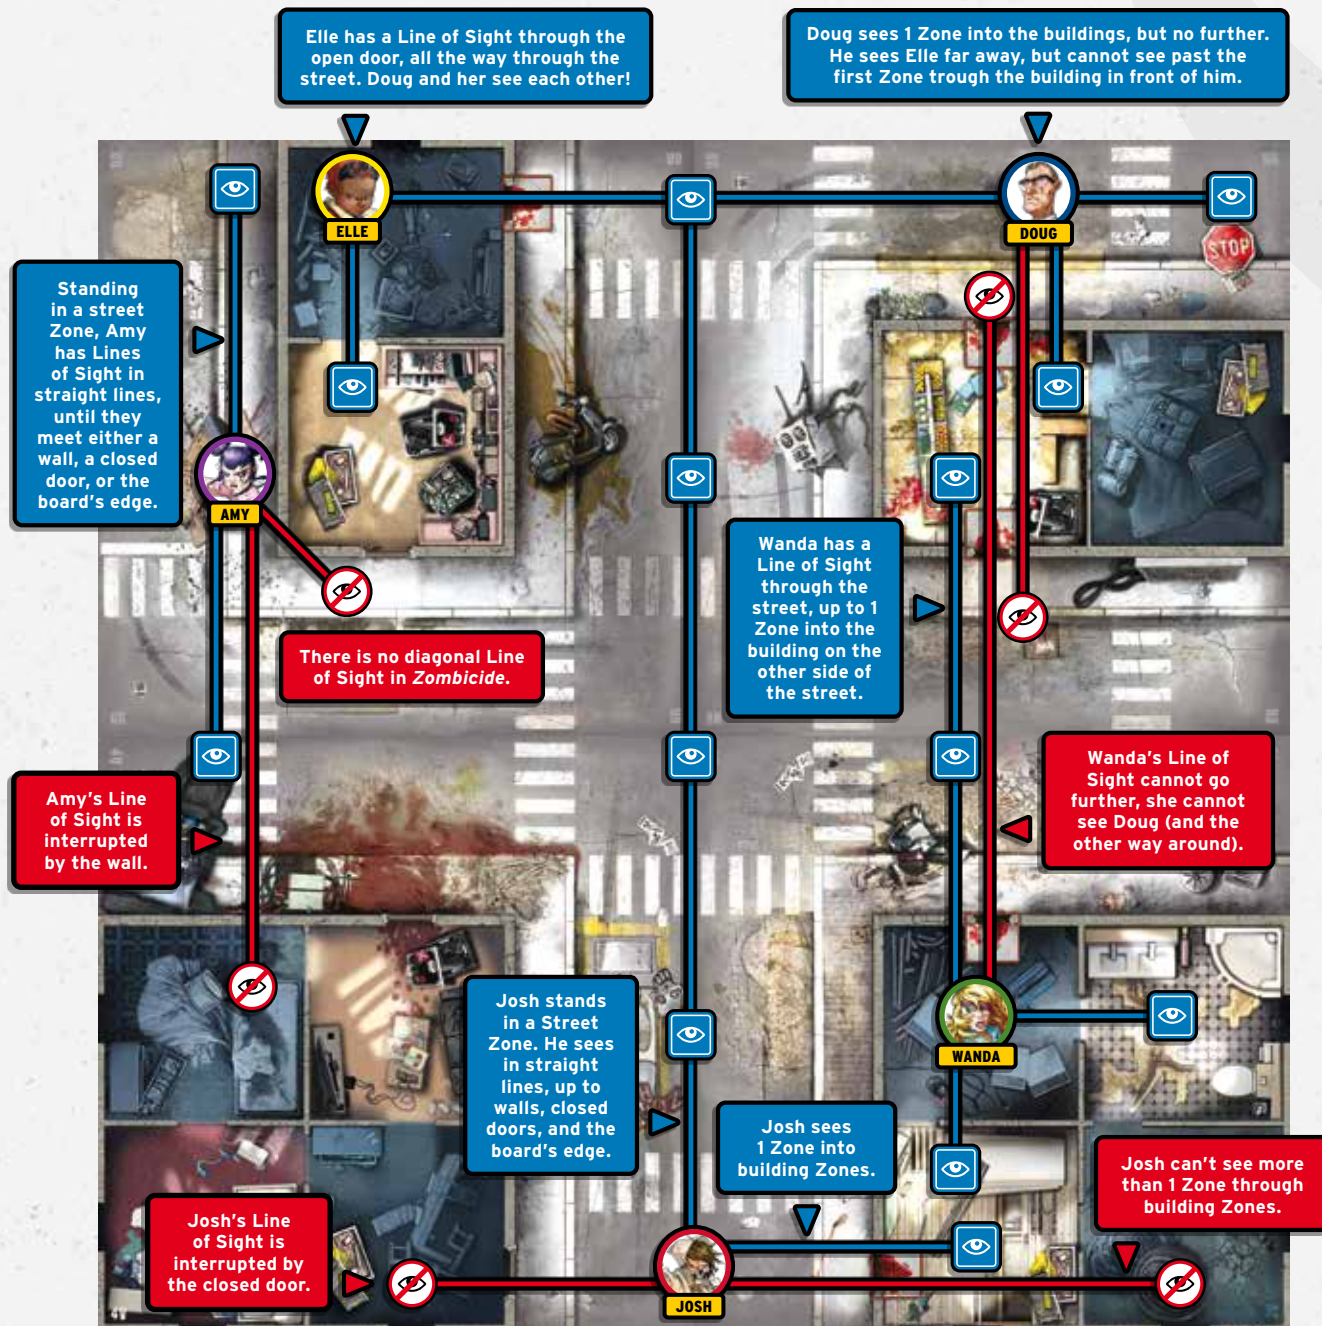 Elle has a Line of Sight through the
open door, all the way through the
street. Doug and her see each other!
Doug sees 1 Zone into the buildings, but no further.
He sees Elle far away, but cannot see past the
first Zone trough the building in front of him.
ELLE
DOUG
STOP
Standing
in a street
Zone, Amy
has Lines
of Sight in
straight lines,
until they
meet either a
wall, a closed
door, or the
board's edge.
AMY
Wanda has a
Line of Sight
through the
street, up to 1
Zone into the
building on the
other side of
the street.
There is no diagonal Line
of Sight in Zombicide.
Amy's Line
of Sight is
interrupted
by the wall.
Wanda's Line of
Sight cannot go
further, she cannot
see Doug (and the
other way around).
Josh stands
in a Street
Zone. He sees
in straight
lines, up to
walls, closed
doors, and the
board's edge.
WANDA
Josh sees
1 Zone into
building Zones.
Josh can't see more
than 1 Zone through
building Zones.
Josh's Line
of Sight is
interrupted by
the closed door.
JOSH